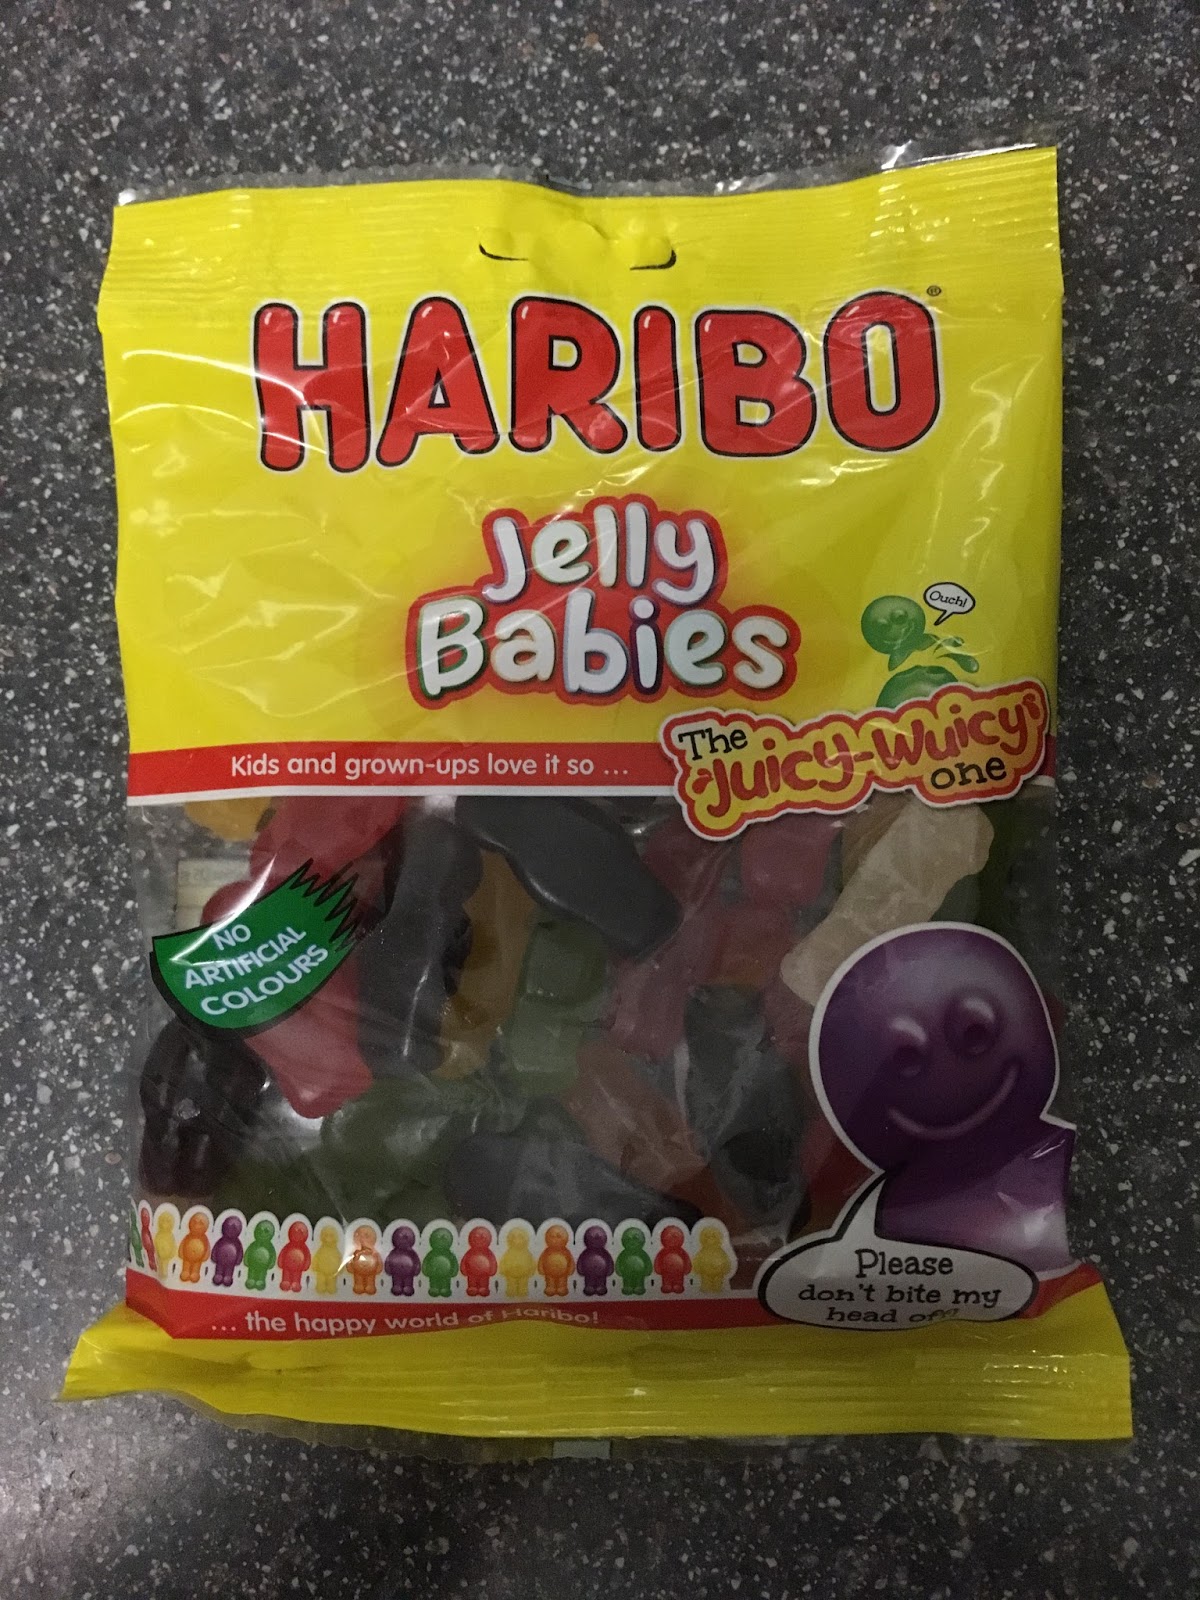 HARIBO®
Jelly
Babies
Ouch!
The
Juicy-Wuicy
one
Kids and grown-ups love it so ...
NO
ARTIFICIAL
COLOURS
Please
don't bite my
head off!
... the happy world of Haribo!